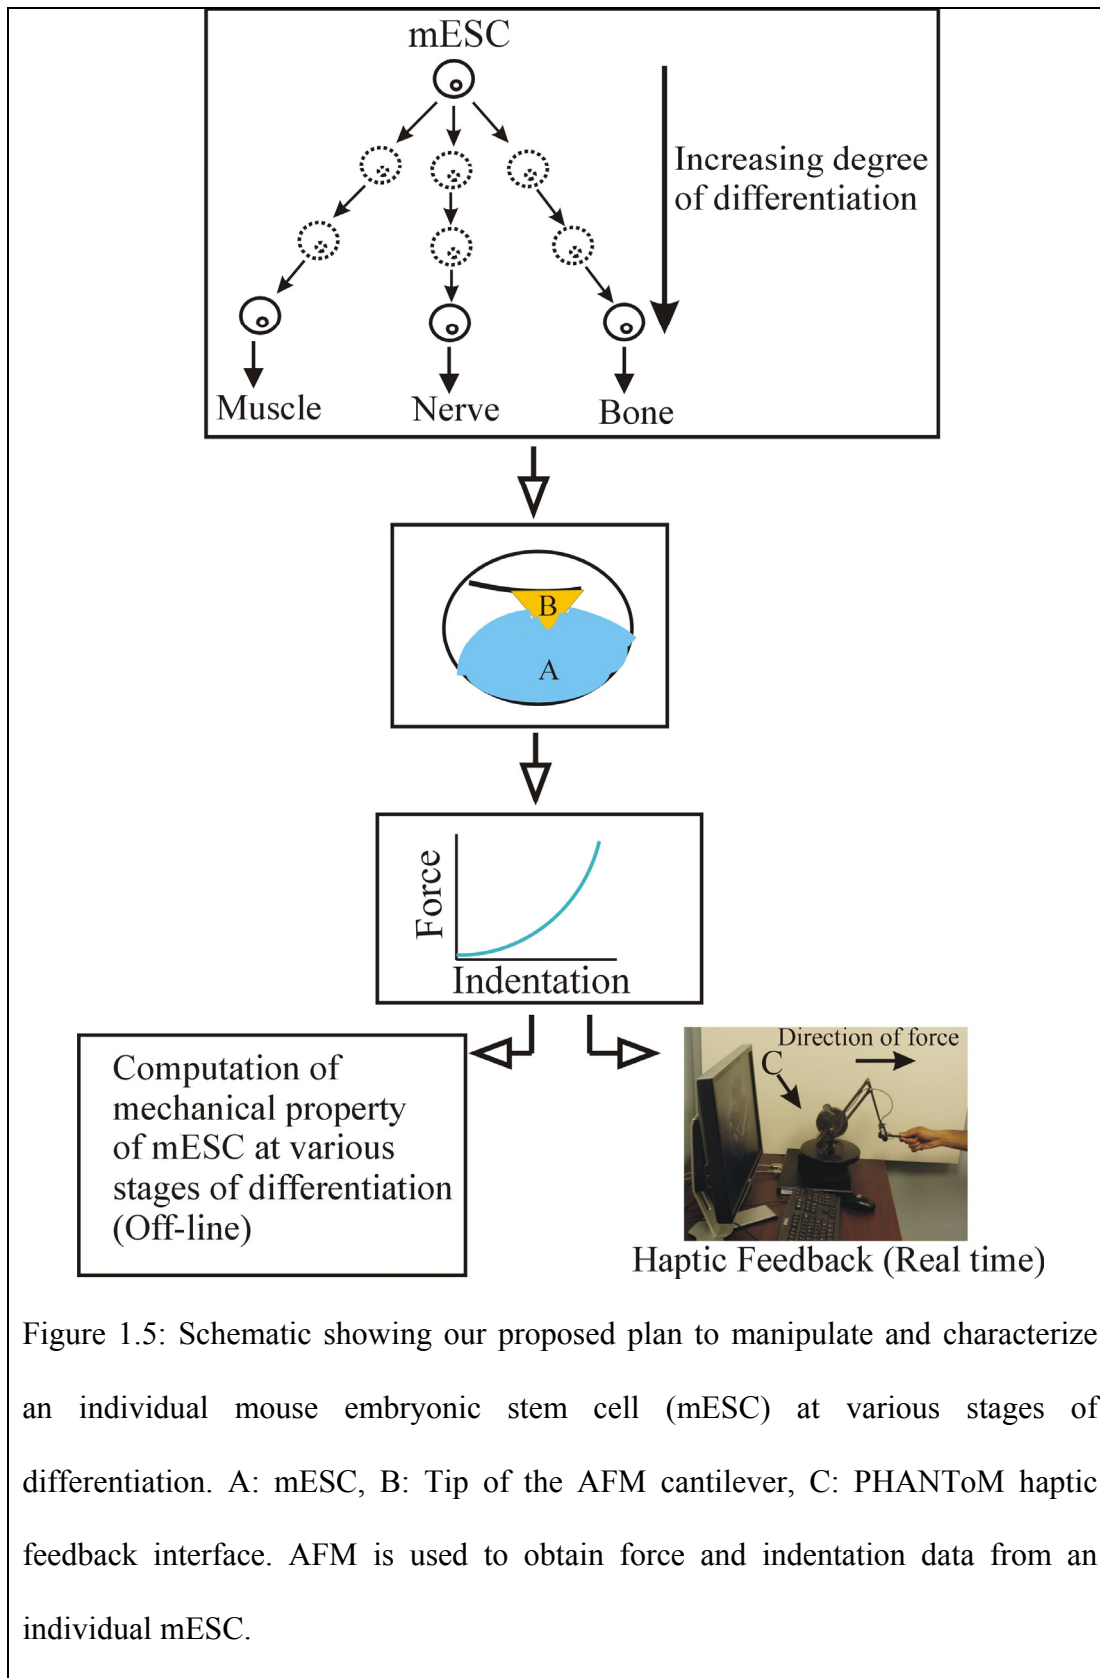 mESC
Increasing degree
of differentiation
Muscle
Nerve
Bone
B
A
Force
Indentation
Computation of
mechanical property
of mESC at various
stages of differentiation
(Off-line)
Direction of force
C
Haptic Feedback (Real time)
Figure 1.5: Schematic showing our proposed plan to manipulate and characterize
an individual mouse embryonic stem cell (mESC) at various stages of
differentiation. A: mESC, B: Tip of the AFM cantilever, C: PHANToM haptic
feedback interface. AFM is used to obtain force and indentation data from an
individual mESC.